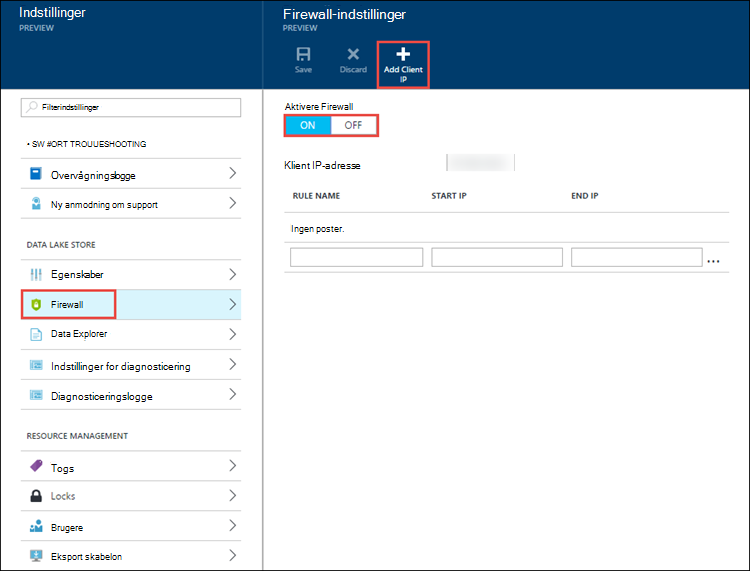 Indstillinger
PREVIEW
Filterindstillinger
• SW #ORT TROUUESHOOTING
Overvågningslogge
Ny anmodning om support
DATA LAKE STORE
Egenskaber
Firewall
Data Explorer
Indstillinger for diagnosticering
Diagnosticeringslogge
RESOURCE MANAGEMENT
Togs
Locks
Brugere
Eksport skabelon
Firewall-indstillinger
PREVIEW
Save Discard Add Client
IP
Aktivere Firewall
ON OFF
Klient IP-adresse
RULE NAME START IP END IP
Ingen poster.
...